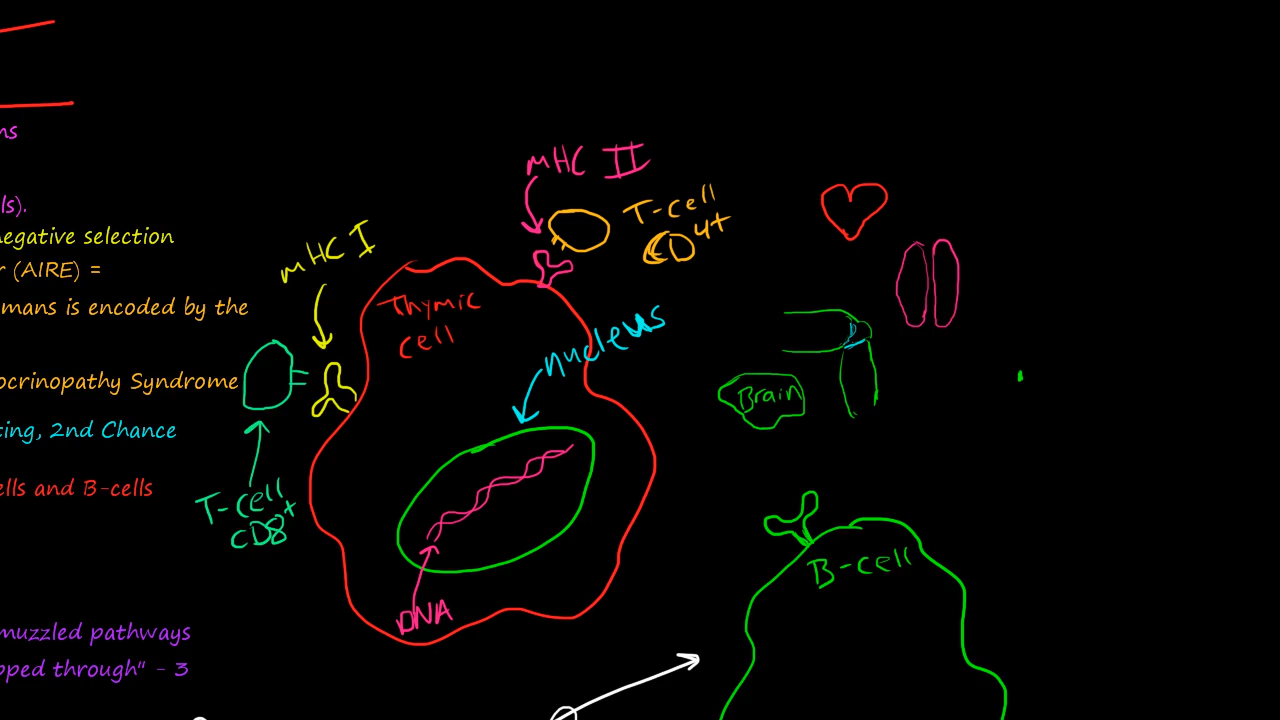 ns
ls).
negative selection
r (AIRE) =
mans is encoded by the
ocrinopathy Syndrome
ting, 2nd Chance
ells and B-cells
muzzled pathways
pped through" - 3
MHC I
MHC II
T-cell
CD4+
Thymic
cell
nucleus
T-cell
CD8+
DNA
Brain
B-cell